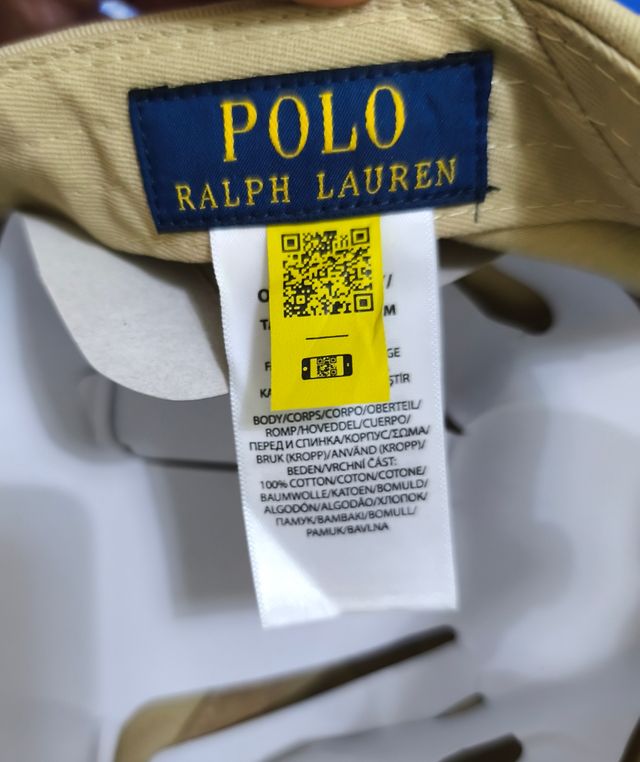 POLO
RALPH LAUREN
BODY/CORPS/CORPO/OBERTEIL/
ROMP/HOVEDDEL/CUERPO/
ПЕРЕД И СПИНКА/КОРПУС/ΣΩΜΑ/
BRUK (KROPP)/ANVÄND (KROPP)/
BEDEN/VRCHNÍ ČÁST:
100% COTTON/COTON/COTONE/
BAUMWOLLE/KATOEN/BOMULD/
ALGODÓN/ALGODÃO/ХЛОПОК/
ПАМУК/ΒΑΜΒΑΚΙ/BOMULL/
PAMUK/BAVLNA